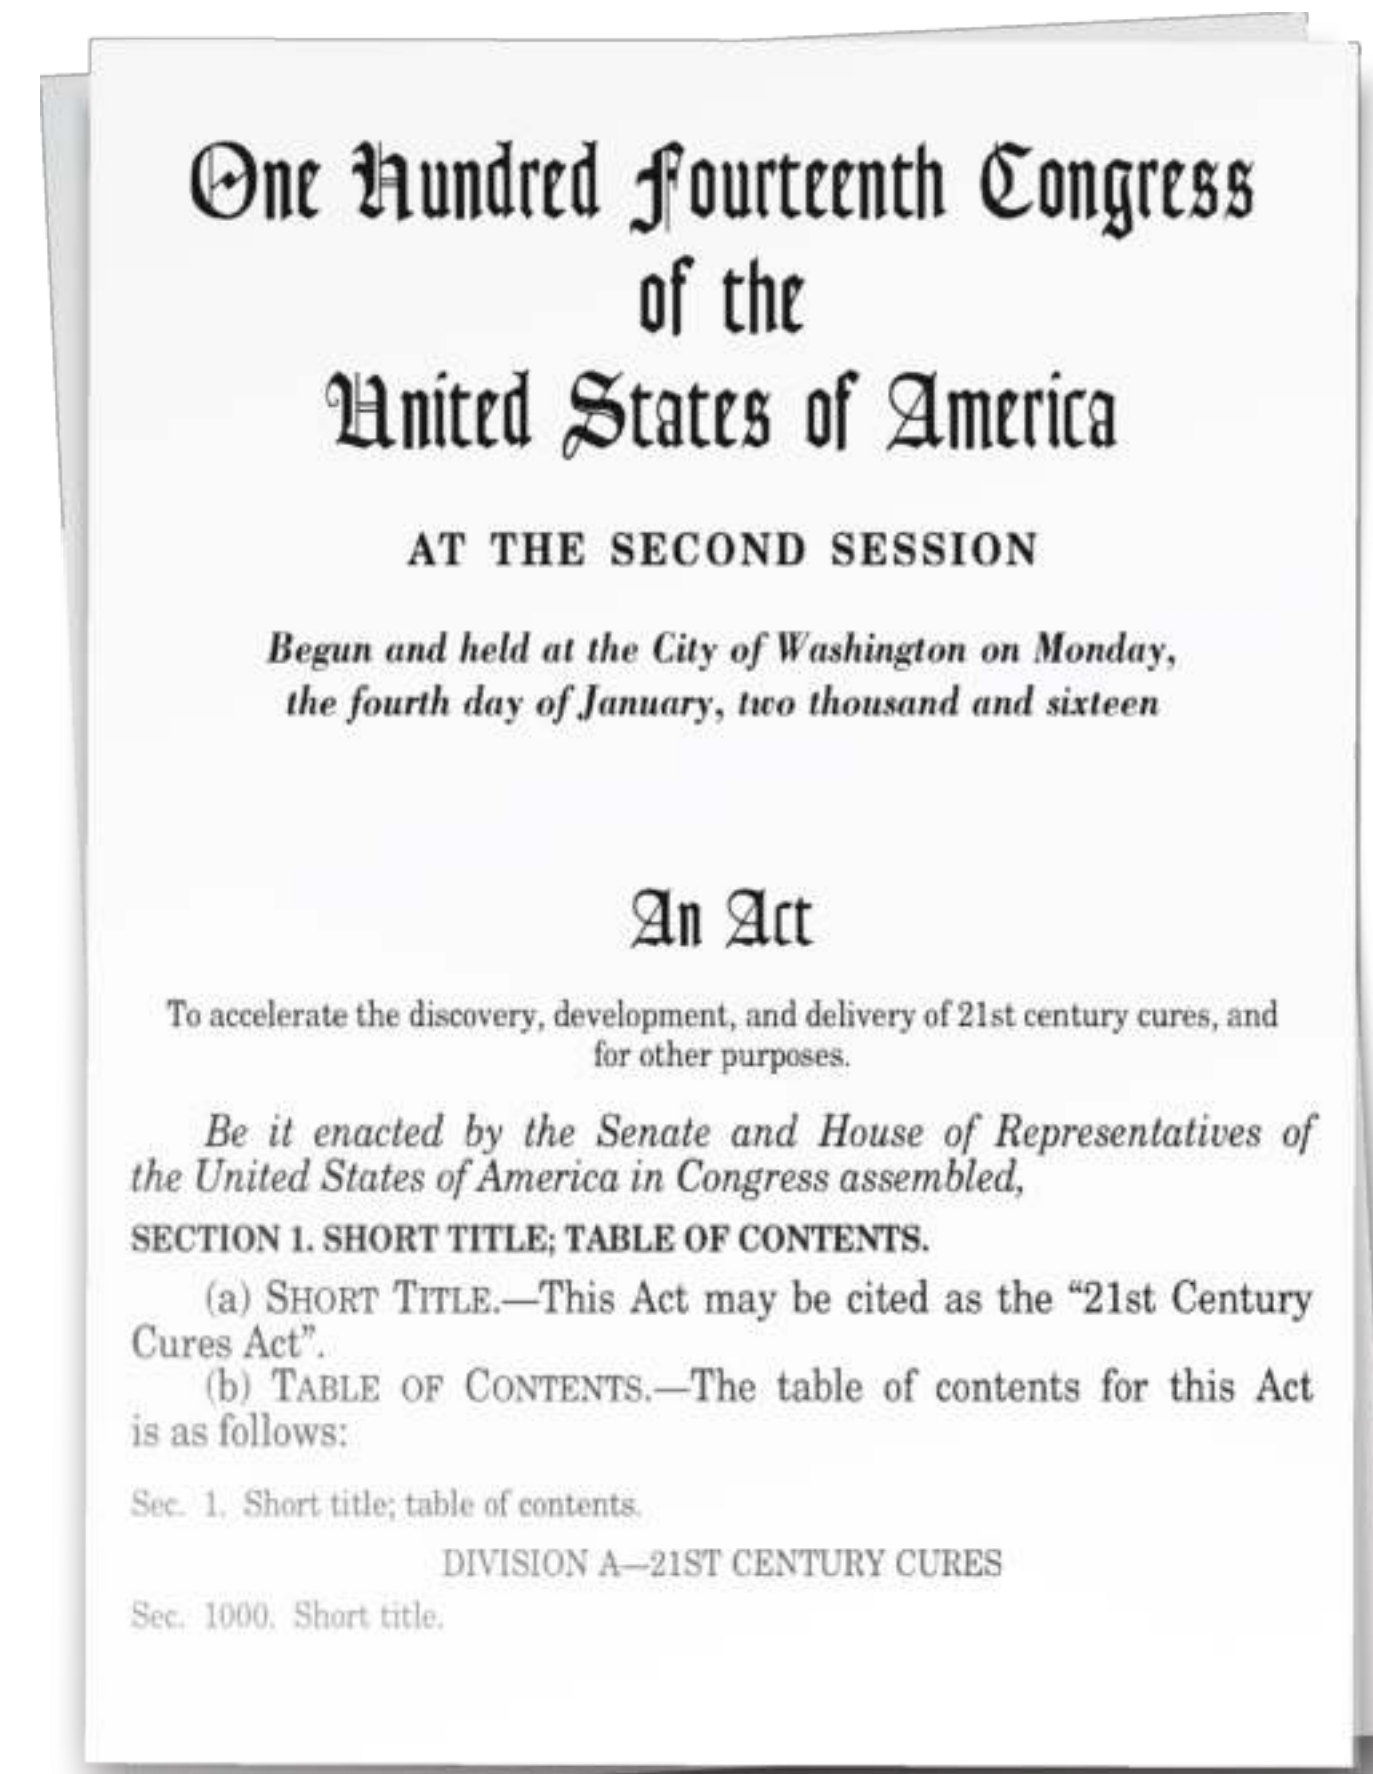 One Hundred Fourteenth Congress
of the
United States of America
AT THE SECOND SESSION
Begun and held at the City of Washington on Monday,
the fourth day of January, two thousand and sixteen
An Act
To accelerate the discovery, development, and delivery of 21st century cures, and
for other purposes.
Be it enacted by the Senate and House of Representatives of
the United States of America in Congress assembled,
SECTION 1. SHORT TITLE; TABLE OF CONTENTS.
(a) SHORT TITLE.—This Act may be cited as the “21st Century
Cures Act”.
(b) TABLE OF CONTENTS.—The table of contents for this Act
is as follows:
Sec. 1. Short title; table of contents.
DIVISION A—21ST CENTURY CURES
Sec. 1000. Short title.